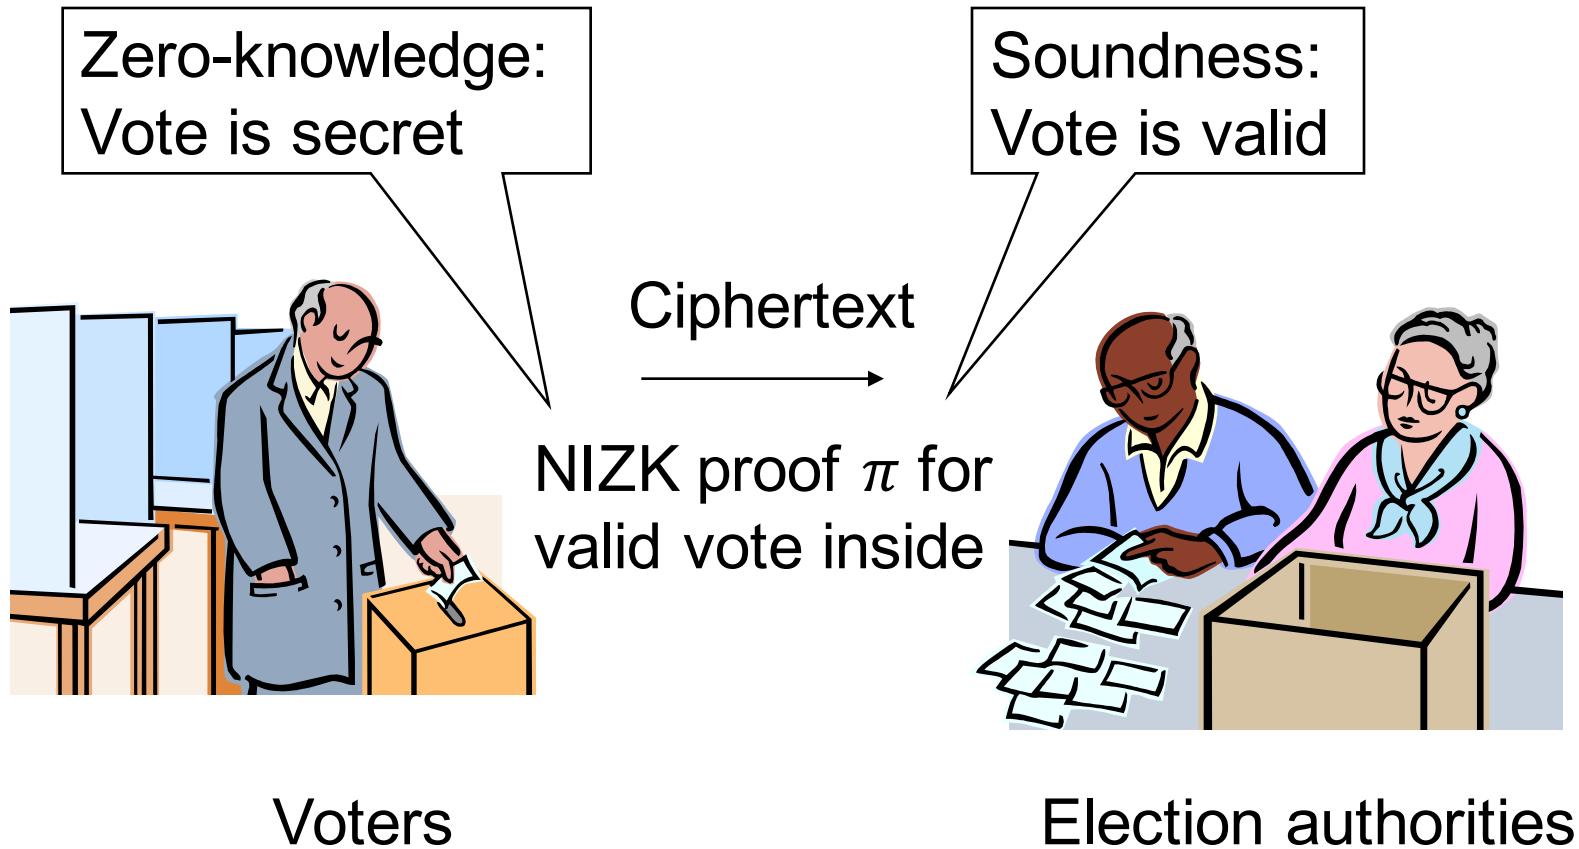 Zero-knowledge:
Vote is secret
Soundness:
Vote is valid
Ciphertext
NIZK proof π for
valid vote inside
Voters
Election authorities